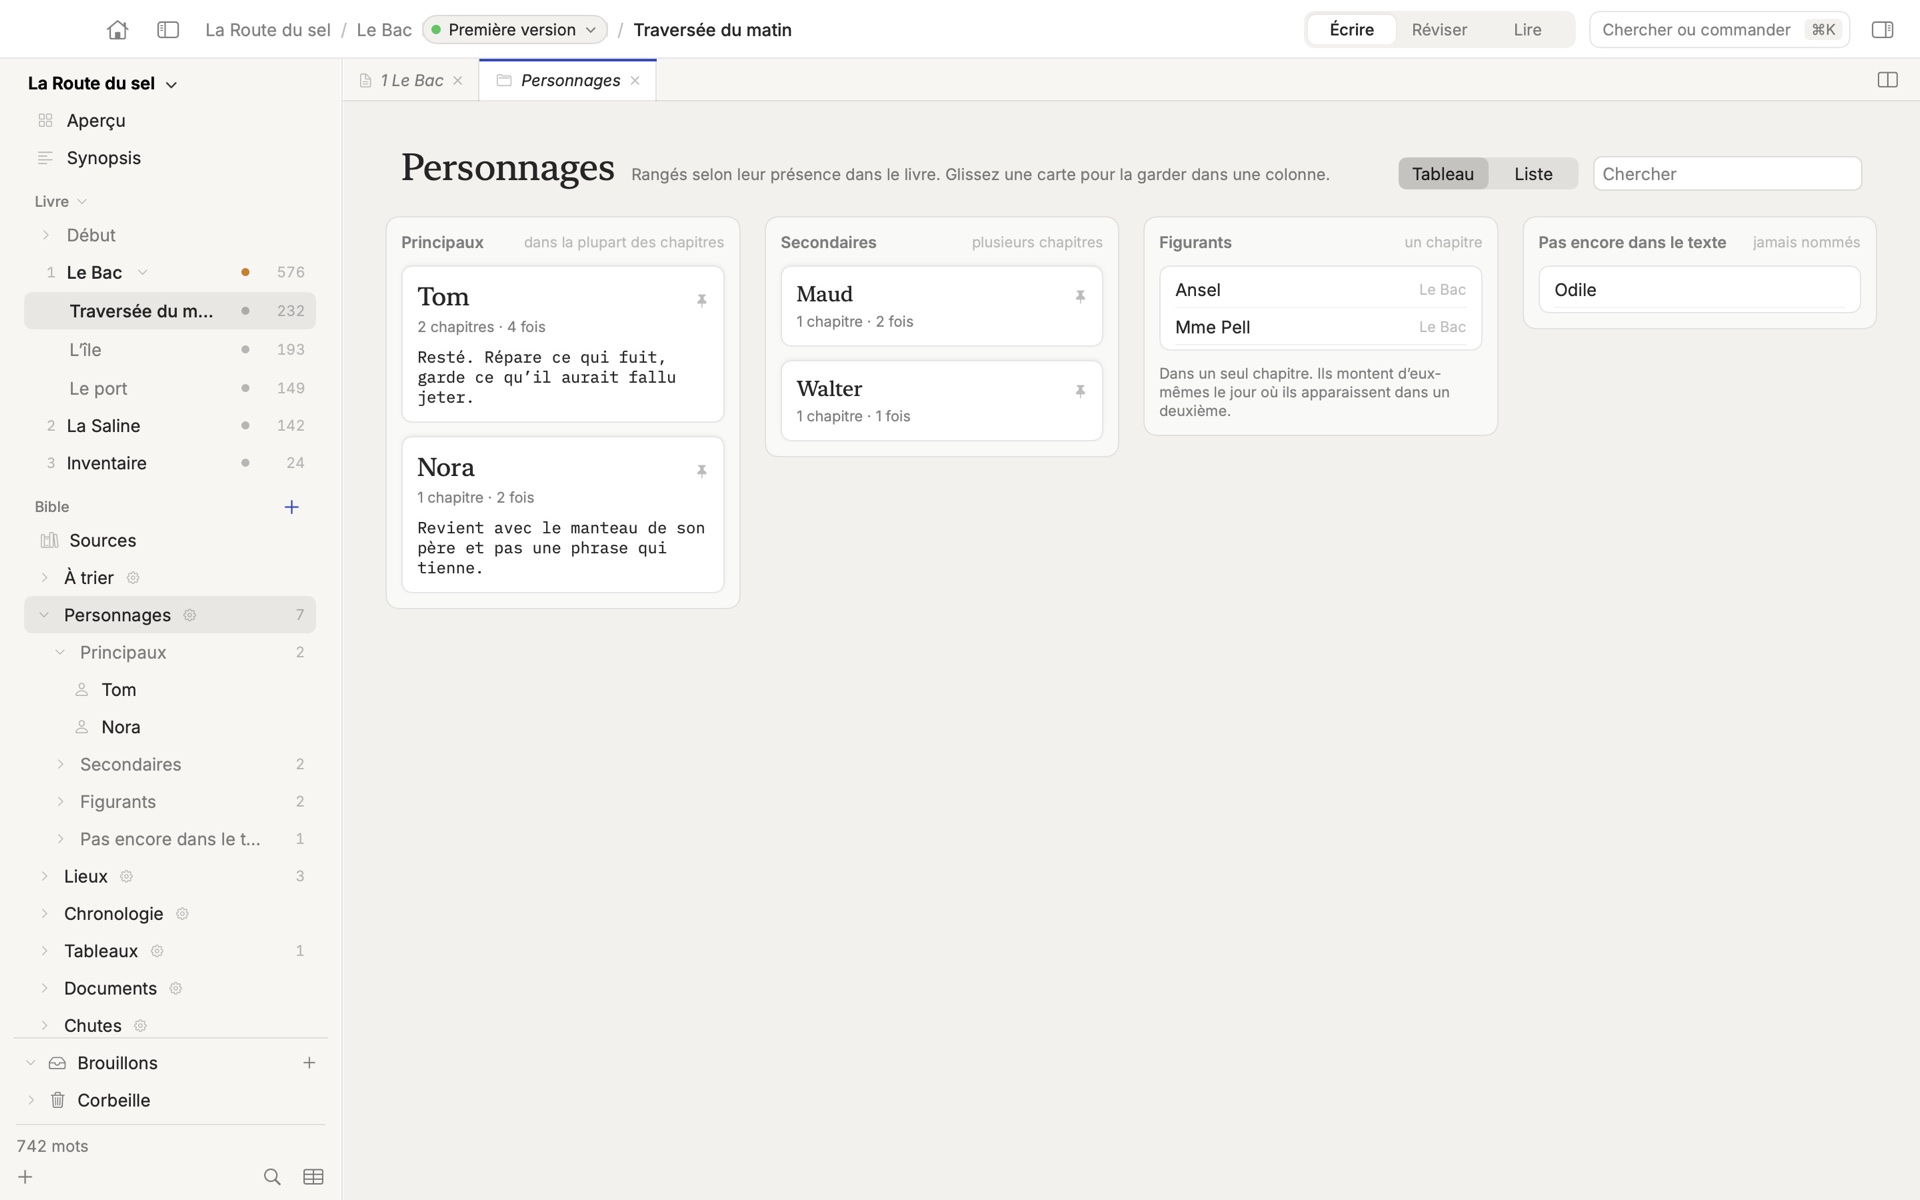 La Route du sel / Le Bac Première version / Traversée du matin
Écrire Réviser Lire
Chercher ou commander ⌘K
La Route du sel
Aperçu
Synopsis
Livre
Début
1 Le Bac 576
Traversée du m... 232
L’île 193
Le port 149
2 La Saline 142
3 Inventaire 24
Bible
Sources
À trier
Personnages 7
Principaux 2
Tom
Nora
Secondaires 2
Figurants 2
Pas encore dans le t... 1
Lieux 3
Chronologie
Tableaux 1
Documents
Chutes
Brouillons
Corbeille
742 mots
1 Le Bac
Personnages
Personnages Rangés selon leur présence dans le livre. Glissez une carte pour la garder dans une colonne.
Tableau Liste
Chercher
Principaux dans la plupart des chapitres
Tom
2 chapitres · 4 fois
Resté. Répare ce qui fuit,
garde ce qu’il aurait fallu
jeter.
Nora
1 chapitre · 2 fois
Revient avec le manteau de son
père et pas une phrase qui
tienne.
Secondaires plusieurs chapitres
Maud
1 chapitre · 2 fois
Walter
1 chapitre · 1 fois
Figurants un chapitre
Ansel Le Bac
Mme Pell Le Bac
Dans un seul chapitre. Ils montent d’eux-
mêmes le jour où ils apparaissent dans un
deuxième.
Pas encore dans le texte jamais nommés
Odile